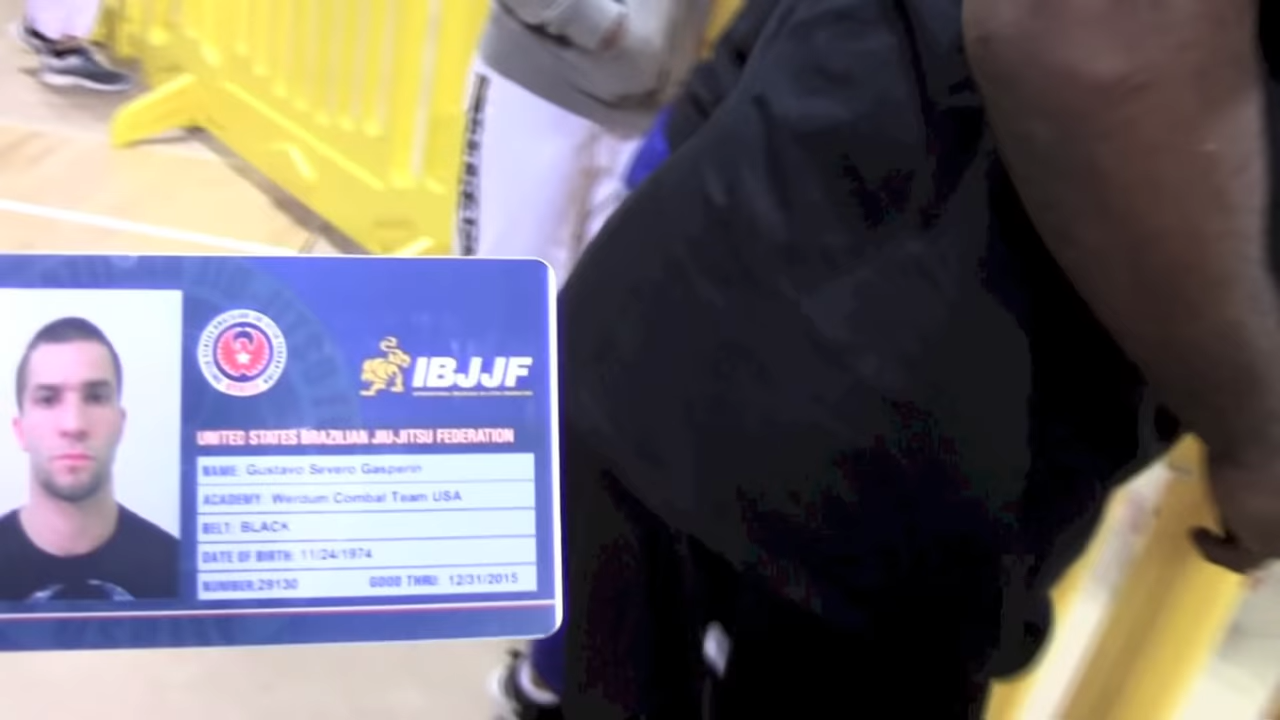 IBJJF
UNITED STATES BRAZILIAN JIU-JITSU FEDERATION
NAME: Gustavo Severo Gasperin
ACADEMY: Werdum Combat Team USA
BELT: BLACK
DATE OF BIRTH: 11/24/1974
NUMBER:29130 GOOD THRU: 12/31/2015